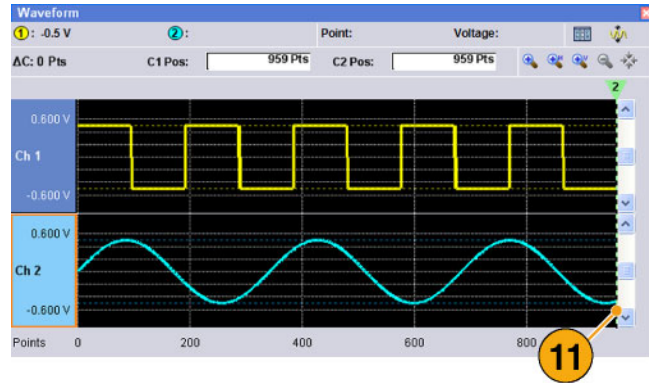 Waveform
1: -0.5 V 2: Point: Voltage:
ΔC: 0 Pts C1 Pos: 959 Pts C2 Pos: 959 Pts
2
0.600 V
Ch 1
-0.600 V
0.600 V
Ch 2
-0.600 V
Points 0 200 400 600 800
11